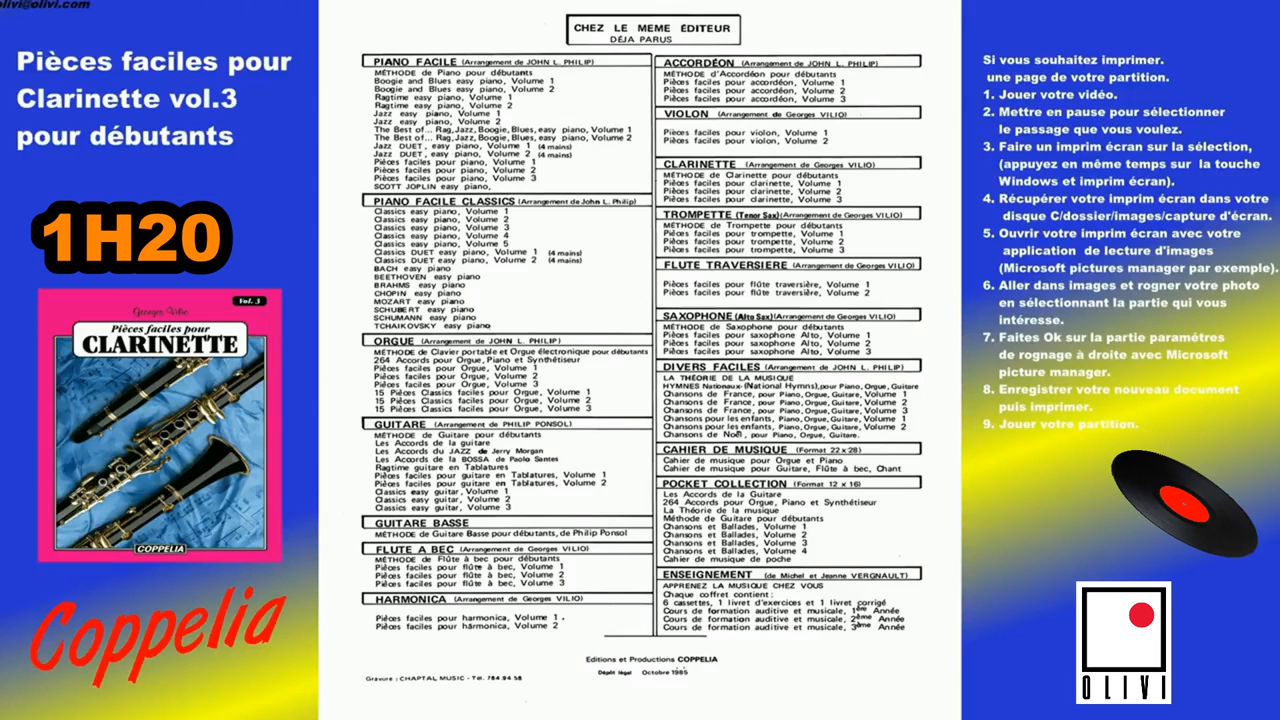 olivi@olivi.com
Pièces faciles pour
Clarinette vol.3
pour débutants
1H20
Vol. 3
Georges Vilio
Pièces faciles pour
CLARINETTE
COPPELIA
Coppelia
CHEZ LE MEME ÉDITEUR
DÉJA PARUS
PIANO FACILE (Arrangement de JOHN L. PHILIP)
MÉTHODE de Piano pour débutants
Boogie and Blues easy piano, Volume 1
Boogie and Blues easy piano, Volume 2
Ragtime easy piano, Volume 1
Ragtime easy piano, Volume 2
Jazz easy piano, Volume 1
Jazz easy piano, Volume 2
The Best of... Rag, Jazz, Boogie, Blues, easy piano, Volume 1
The Best of... Rag, Jazz, Boogie, Blues, easy piano, Volume 2
Jazz DUET, easy piano, Volume 1 (4 mains)
Jazz DUET, easy piano, Volume 2 (4 mains)
Pièces faciles pour piano, Volume 1
Pièces faciles pour piano, Volume 2
Pièces faciles pour piano, Volume 3
SCOTT JOPLIN easy piano,
PIANO FACILE CLASSICS (Arrangement de John L. Philip)
Classics easy piano, Volume 1
Classics easy piano, Volume 2
Classics easy piano, Volume 3
Classics easy piano, Volume 4
Classics easy piano, Volume 5
Classics DUET easy piano, Volume 1 (4 mains)
Classics DUET easy piano, Volume 2 (4 mains)
BACH easy piano
BEETHOVEN easy piano
BRAHMS easy piano
CHOPIN easy piano
MOZART easy piano
SCHUBERT easy piano
SCHUMANN easy piano
TCHAIKOVSKY easy piano
ORGUE (Arrangement de JOHN L. PHILIP)
MÉTHODE de Clavier portable et Orgue électronique pour débutants
264 Accords pour Orgue, Piano et Synthétiseur
Pièces faciles pour Orgue, Volume 1
Pièces faciles pour Orgue, Volume 2
Pièces faciles pour Orgue, Volume 3
15 Pièces Classics faciles pour Orgue, Volume 1
15 Pièces Classics faciles pour Orgue, Volume 2
15 Pièces Classics faciles pour Orgue, Volume 3
GUITARE (Arrangement de PHILIP PONSOL)
MÉTHODE de Guitare pour débutants
Les Accords de la guitare
Les Accords du JAZZ de Jerry Morgan
Les Accords de la BOSSA de Paolo Santes
Ragtime guitare en Tablatures
Pièces faciles pour guitare en Tablatures, Volume 1
Pièces faciles pour guitare en Tablatures, Volume 2
Classics easy guitar, Volume 1
Classics easy guitar, Volume 2
Classics easy guitar, Volume 3
GUITARE BASSE
MÉTHODE de Guitare Basse pour débutants, de Philip Ponsol
FLUTE A BEC (Arrangement de Georges VILIO)
MÉTHODE de Flûte à bec pour débutants
Pièces faciles pour flûte à bec, Volume 1
Pièces faciles pour flûte à bec, Volume 2
Pièces faciles pour flûte à bec, Volume 3
HARMONICA (Arrangement de Georges VILIO)
Pièces faciles pour harmonica, Volume 1.
Pièces faciles pour harmonica, Volume 2
ACCORDÉON (Arrangement de JOHN L. PHILIP)
MÉTHODE d'Accordéon pour débutants
Pièces faciles pour accordéon, Volume 1
Pièces faciles pour accordéon, Volume 2
Pièces faciles pour accordéon, Volume 3
VIOLON (Arrangement de Georges VILIO)
Pièces faciles pour violon, Volume 1
Pièces faciles pour violon, Volume 2
CLARINETTE (Arrangement de Georges VILIO)
MÉTHODE de Clarinette pour débutants
Pièces faciles pour clarinette, Volume 1
Pièces faciles pour clarinette, Volume 2
Pièces faciles pour clarinette, Volume 3
TROMPETTE (Tenor Sax) (Arrangement de Georges VILIO)
MÉTHODE de Trompette pour débutants
Pièces faciles pour trompette, Volume 1
Pièces faciles pour trompette, Volume 2
Pièces faciles pour trompette, Volume 3
FLUTE TRAVERSIERE (Arrangement de Georges VILIO)
Pièces faciles pour flûte traversière, Volume 1
Pièces faciles pour flûte traversière, Volume 2
SAXOPHONE (Alto Sax) (Arrangement de Georges VILIO)
MÉTHODE de Saxophone pour débutants
Pièces faciles pour saxophone Alto, Volume 1
Pièces faciles pour saxophone Alto, Volume 2
Pièces faciles pour saxophone Alto, Volume 3
DIVERS FACILES (Arrangement de JOHN L. PHILIP)
LA THÉORIE DE LA MUSIQUE
HYMNES Nationaux (National Hymns), pour Piano, Orgue, Guitare
Chansons de France, pour Piano, Orgue, Guitare, Volume 1
Chansons de France, pour Piano, Orgue, Guitare, Volume 2
Chansons de France, pour Piano, Orgue, Guitare, Volume 3
Chansons pour les enfants, Piano, Orgue, Guitare, Volume 1
Chansons pour les enfants, Piano, Orgue, Guitare, Volume 2
Chansons de Noël, pour Piano, Orgue, Guitare.
CAHIER DE MUSIQUE (Format 22 x 28)
Cahier de musique pour Orgue et Piano
Cahier de musique pour Guitare, Flûte à bec, Chant
POCKET COLLECTION (Format 12 x 16)
Les Accords de la Guitare
264 Accords pour Orgue, Piano et Synthétiseur
La Théorie de la musique
Méthode de Guitare pour débutants
Chansons et Ballades, Volume 1
Chansons et Ballades, Volume 2
Chansons et Ballades, Volume 3
Chansons et Ballades, Volume 4
Cahier de musique de poche
ENSEIGNEMENT (de Michel et Jeanne VERGNAULT)
APPRENEZ LA MUSIQUE CHEZ VOUS
Chaque coffret contient :
6 cassettes, 1 livret d'exercices et 1 livret corrigé
Cours de formation auditive et musicale, 1ère Année
Cours de formation auditive et musicale, 2ème Année
Cours de formation auditive et musicale, 3ème Année
Editions et Productions COPPELIA
Dépôt légal Octobre 1985
Gravure : CHAPTAL MUSIC - Tél. 784.94.58
Si vous souhaitez imprimer.
une page de votre partition.
1. Jouer votre vidéo.
2. Mettre en pause pour sélectionner
le passage que vous voulez.
3. Faire un imprim écran sur la sélection,
(appuyez en même temps sur la touche
Windows et imprim écran).
4. Récupérer votre imprim écran dans votre
disque C/dossier/images/capture d'écran.
5. Ouvrir votre imprim écran avec votre
application de lecture d'images
(Microsoft pictures manager par exemple).
6. Aller dans images et rogner votre photo
en sélectionnant la partie qui vous
intéresse.
7. Faites Ok sur la partie paramètres
de rognage à droite avec Microsoft
picture manager.
8. Enregistrer votre nouveau document
puis imprimer.
9. Jouer votre partition.
OLIVI